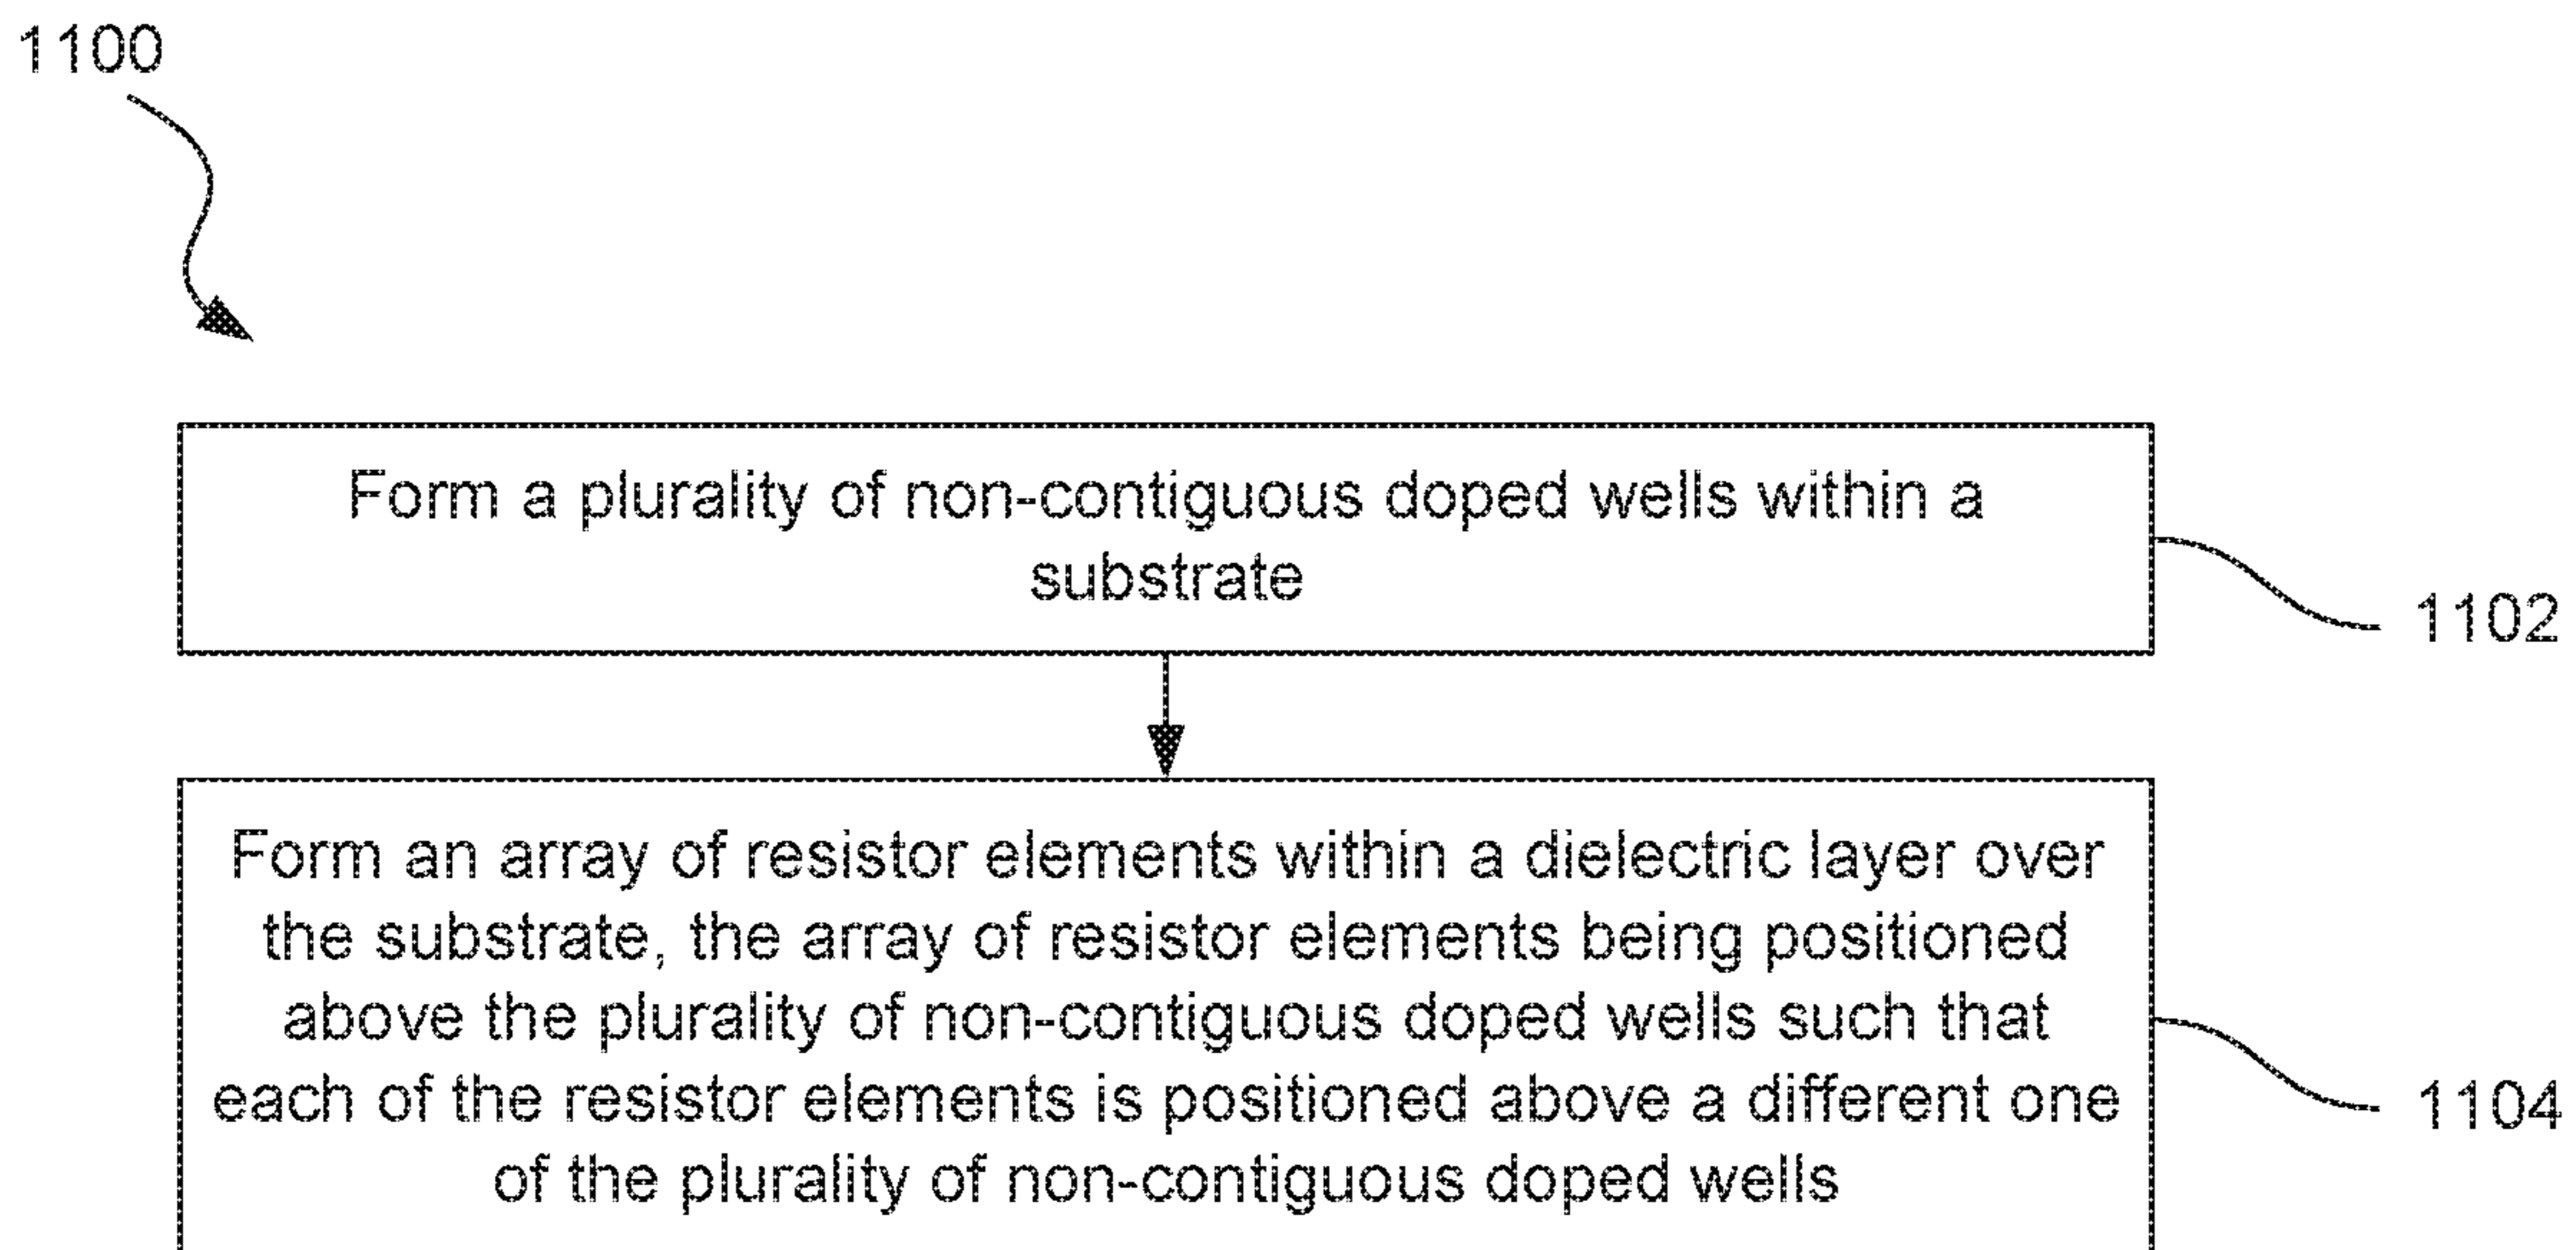 1100
Form a plurality of non-contiguous doped wells within a
substrate
1102
Form an array of resistor elements within a dielectric layer over
the substrate, the array of resistor elements being positioned
above the plurality of non-contiguous doped wells such that
each of the resistor elements is positioned above a different one
of the plurality of non-contiguous doped wells
1104